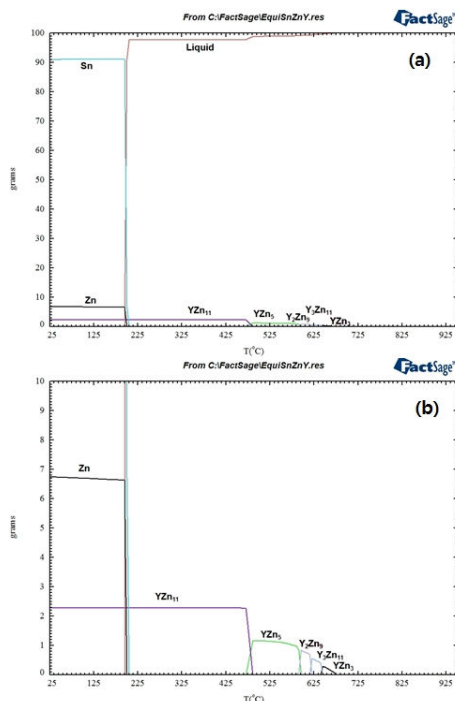 From C:\FactSage\EquiSnZnY.res
FactSage®
100
90
80
70
60
50
40
30
20
10
0
grams
(a)
Liquid
Sn
Zn
YZn₁₁
YZn₅
Y₂Zn₉
Y₃Zn₁₁
YZn₃
25 125 225 325 425 525 625 725 825 925
T(°C)
From C:\FactSage\EquiSnZnY.res
FactSage®
10
9
8
7
6
5
4
3
2
1
0
grams
(b)
Zn
YZn₁₁
YZn₅
Y₂Zn₉
Y₃Zn₁₁
YZn₃
25 125 225 325 425 525 625 725 825 925
T(°C)